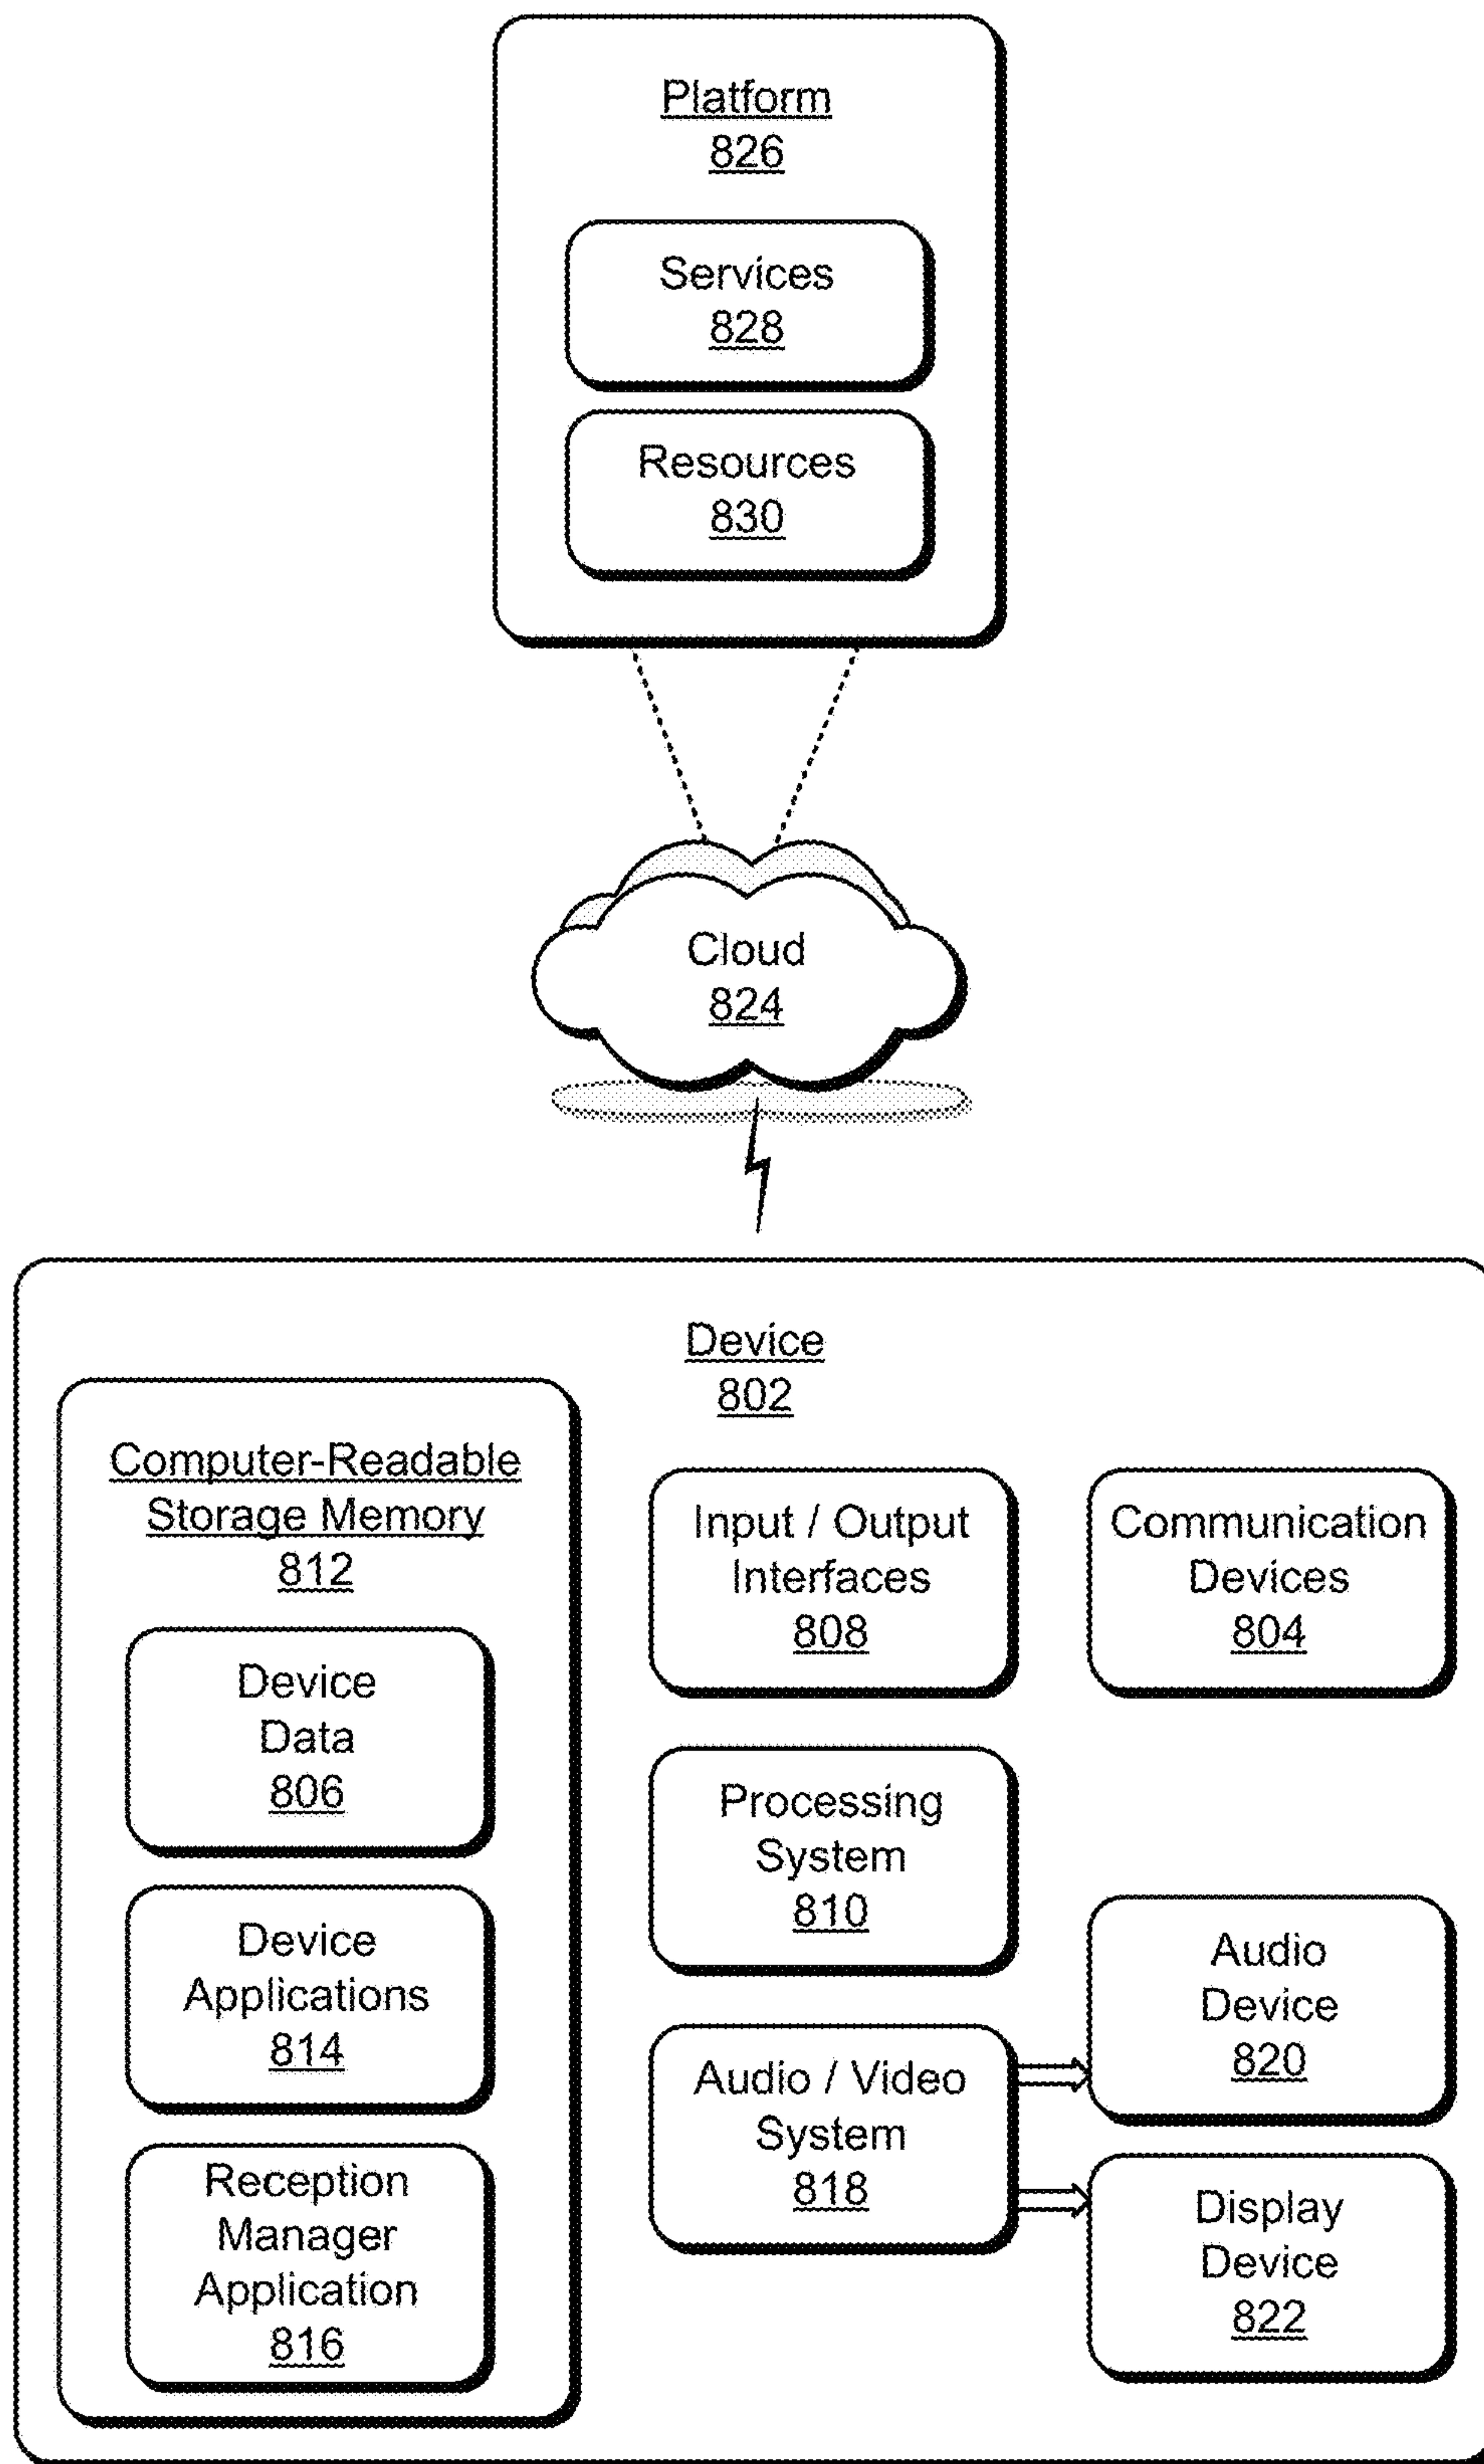 Platform
826
Services
828
Resources
830
Cloud
824
Device
802
Computer-Readable
Storage Memory
812
Device
Data
806
Device
Applications
814
Reception
Manager
Application
816
Input / Output
Interfaces
808
Communication
Devices
804
Processing
System
810
Audio / Video
System
818
Audio
Device
820
Display
Device
822